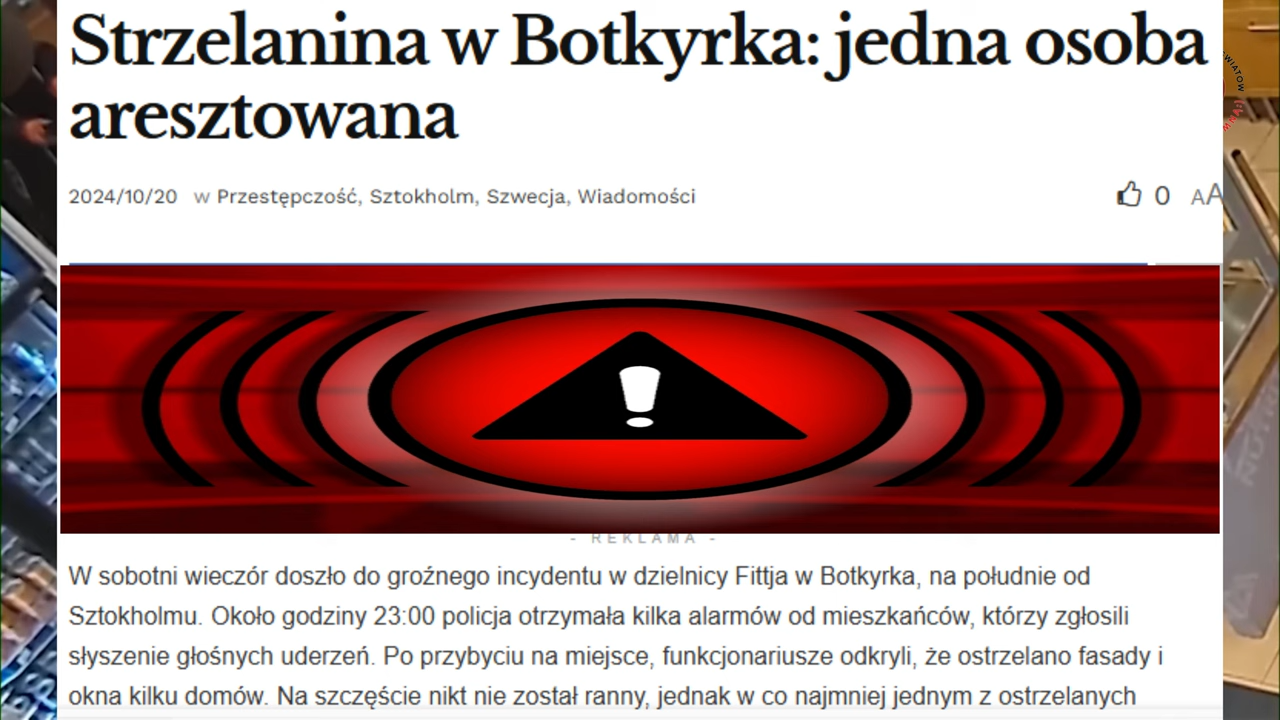 Strzelanina w Botkyrka: jedna osoba
aresztowana
2024/10/20 w Przestępczość, Sztokholm, Szwecja, Wiadomości
0 AA
- REKLAMA -
W sobotni wieczór doszło do groźnego incydentu w dzielnicy Fittja w Botkyrka, na południe od
Sztokholmu. Około godziny 23:00 policja otrzymała kilka alarmów od mieszkańców, którzy zgłosili
słyszenie głośnych uderzeń. Po przybyciu na miejsce, funkcjonariusze odkryli, że ostrzelano fasady i
okna kilku domów. Na szczęście nikt nie został ranny, jednak w co najmniej jednym z ostrzelanych